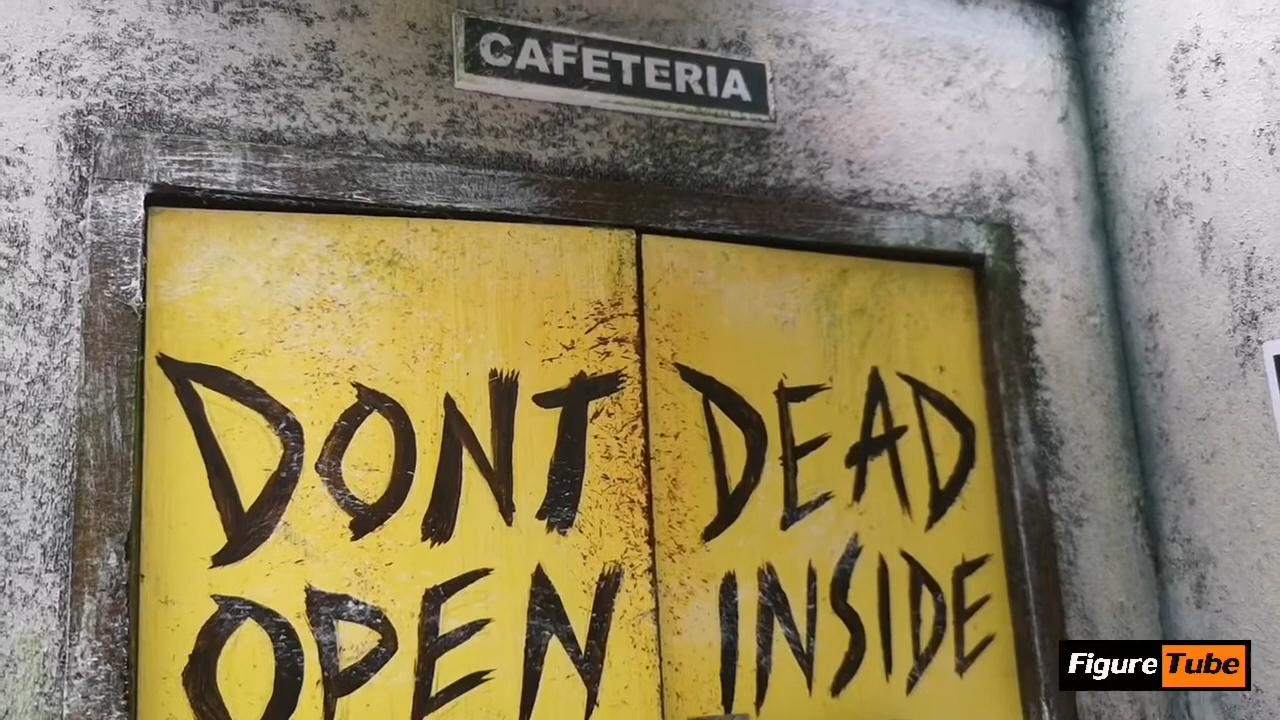 CAFETERIA
DONT
OPEN
DEAD
INSIDE
Figure Tube